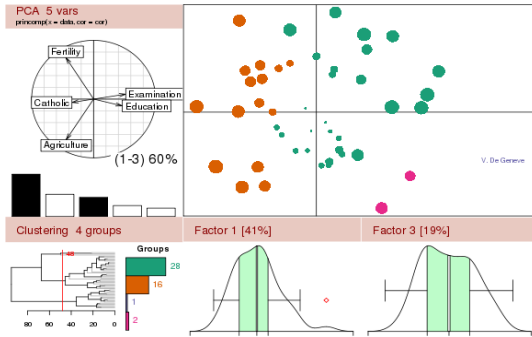 PCA 5 vars
princomp(x = data, cor = cor)
Fertility
Examination
Catholic
Education
Agriculture
(1-3) 60%
V. De Geneve
Clustering 4 groups
Factor 1 [41%]
Factor 3 [19%]
48
Groups
28
16
1
2
80 60 40 20 0